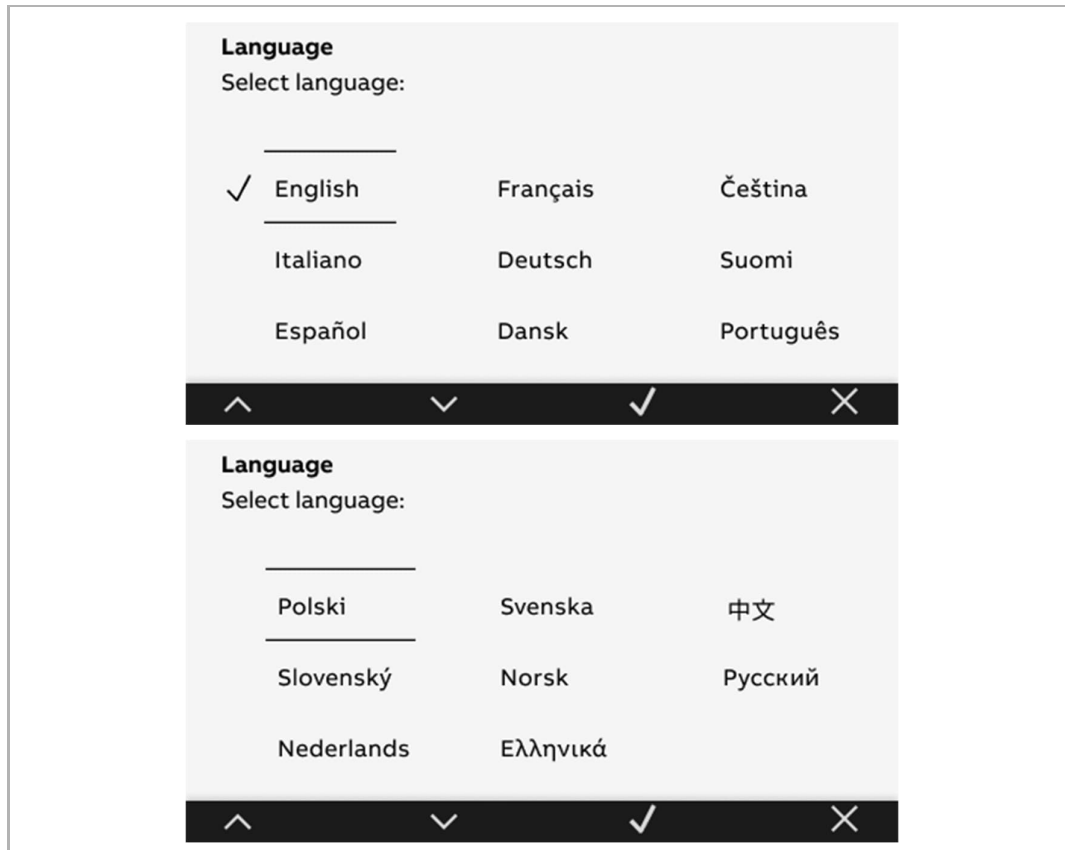 Language
Select language:
English Français Čeština
Italiano Deutsch Suomi
Español Dansk Português
Language
Select language:
Polski Svenska 中文
Slovenský Norsk Русский
Nederlands Ελληνικά